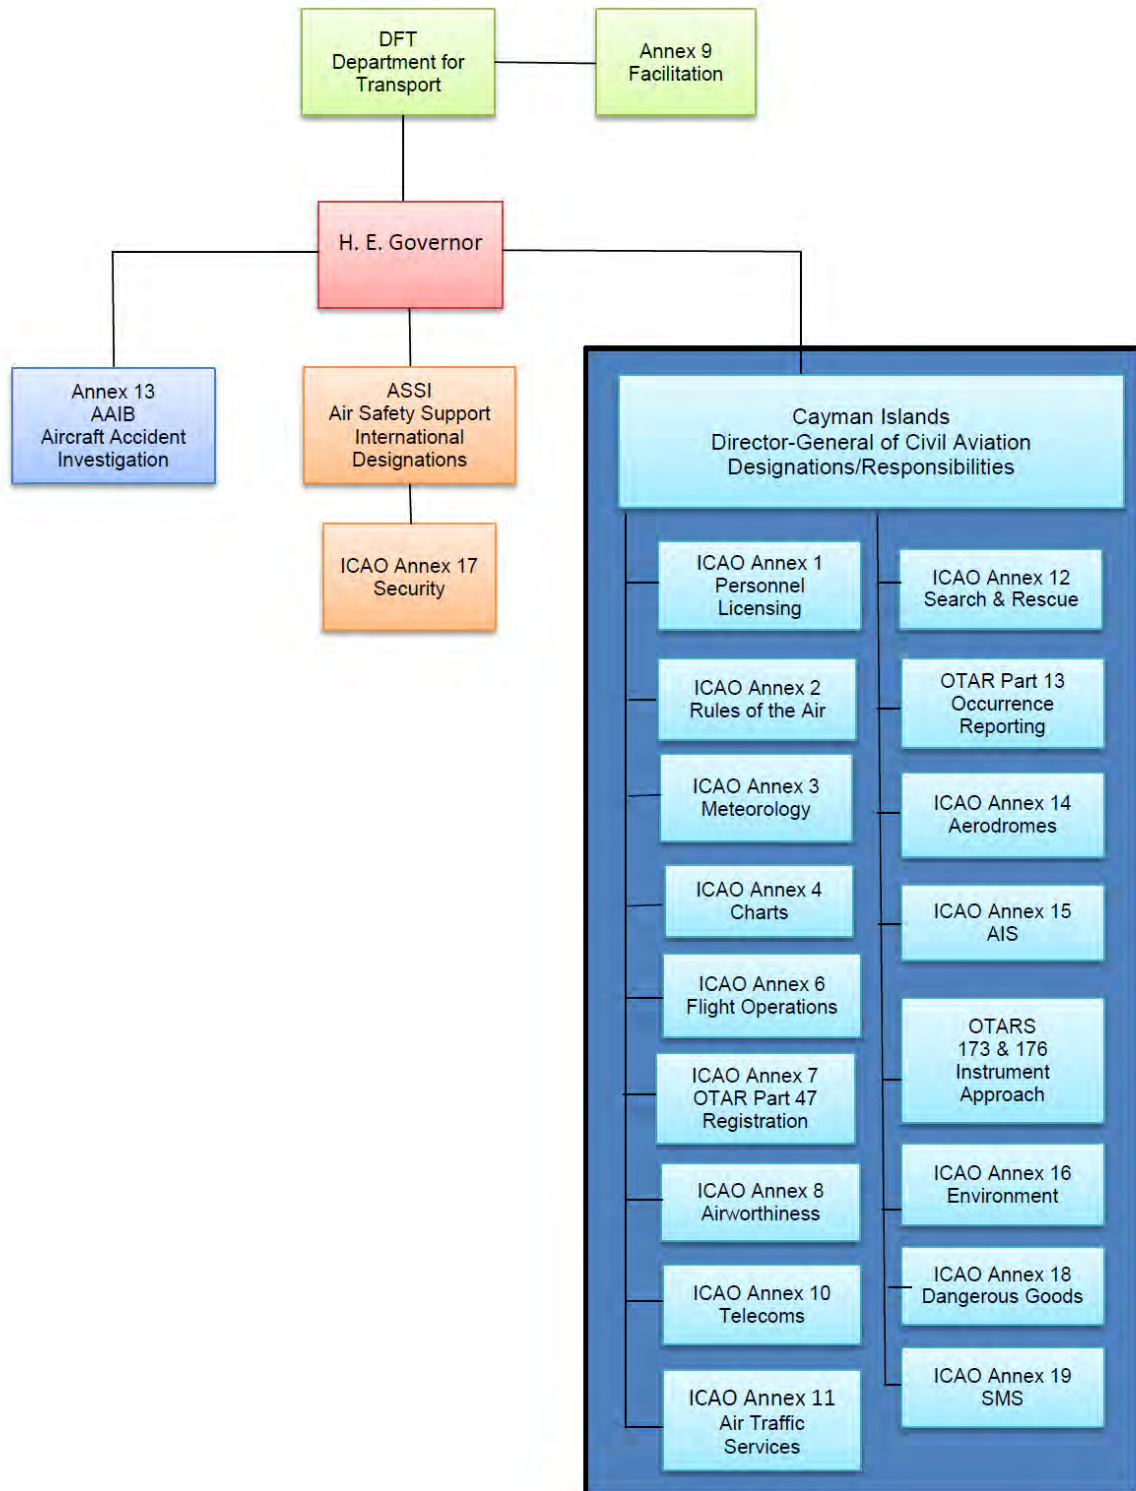 DFT
Department for
Transport
Annex 9
Facilitation
H. E. Governor
Annex 13
AAIB
Aircraft Accident
Investigation
ASSI
Air Safety Support
International
Designations
ICAO Annex 17
Security
Cayman Islands
Director-General of Civil Aviation
Designations/Responsibilities
ICAO Annex 1
Personnel
Licensing
ICAO Annex 2
Rules of the Air
ICAO Annex 3
Meteorology
ICAO Annex 4
Charts
ICAO Annex 6
Flight Operations
ICAO Annex 7
OTAR Part 47
Registration
ICAO Annex 8
Airworthiness
ICAO Annex 10
Telecoms
ICAO Annex 11
Air Traffic
Services
ICAO Annex 12
Search & Rescue
OTAR Part 13
Occurrence
Reporting
ICAO Annex 14
Aerodromes
ICAO Annex 15
AIS
OTARS
173 & 176
Instrument
Approach
ICAO Annex 16
Environment
ICAO Annex 18
Dangerous Goods
ICAO Annex 19
SMS